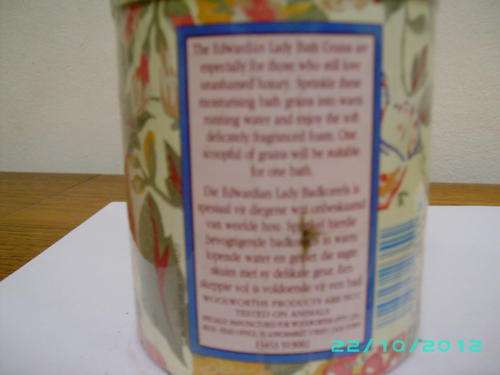 The Edwardian Lady Bath Grains are
especially for those who still love
unashamed luxury. Sprinkle these
moisturising bath grains into warm
running water and enjoy the soft
delicately fragranced foam. One
scoopful of grains will be suitable
for one bath.
Die Edwardian Lady Badkorrels is
spesiaal vir diegene wat onbeskaamd
van weelde hou. hierdie
bevogtigende in warm
lopende water en geniet die sagte
skuim met er delikate geur. Een
skeppie vol is voldoende vir een bad
WOOLWORTHS PRODUCTS ARE NOT
TESTED ON ANIMALS
22/10/2012